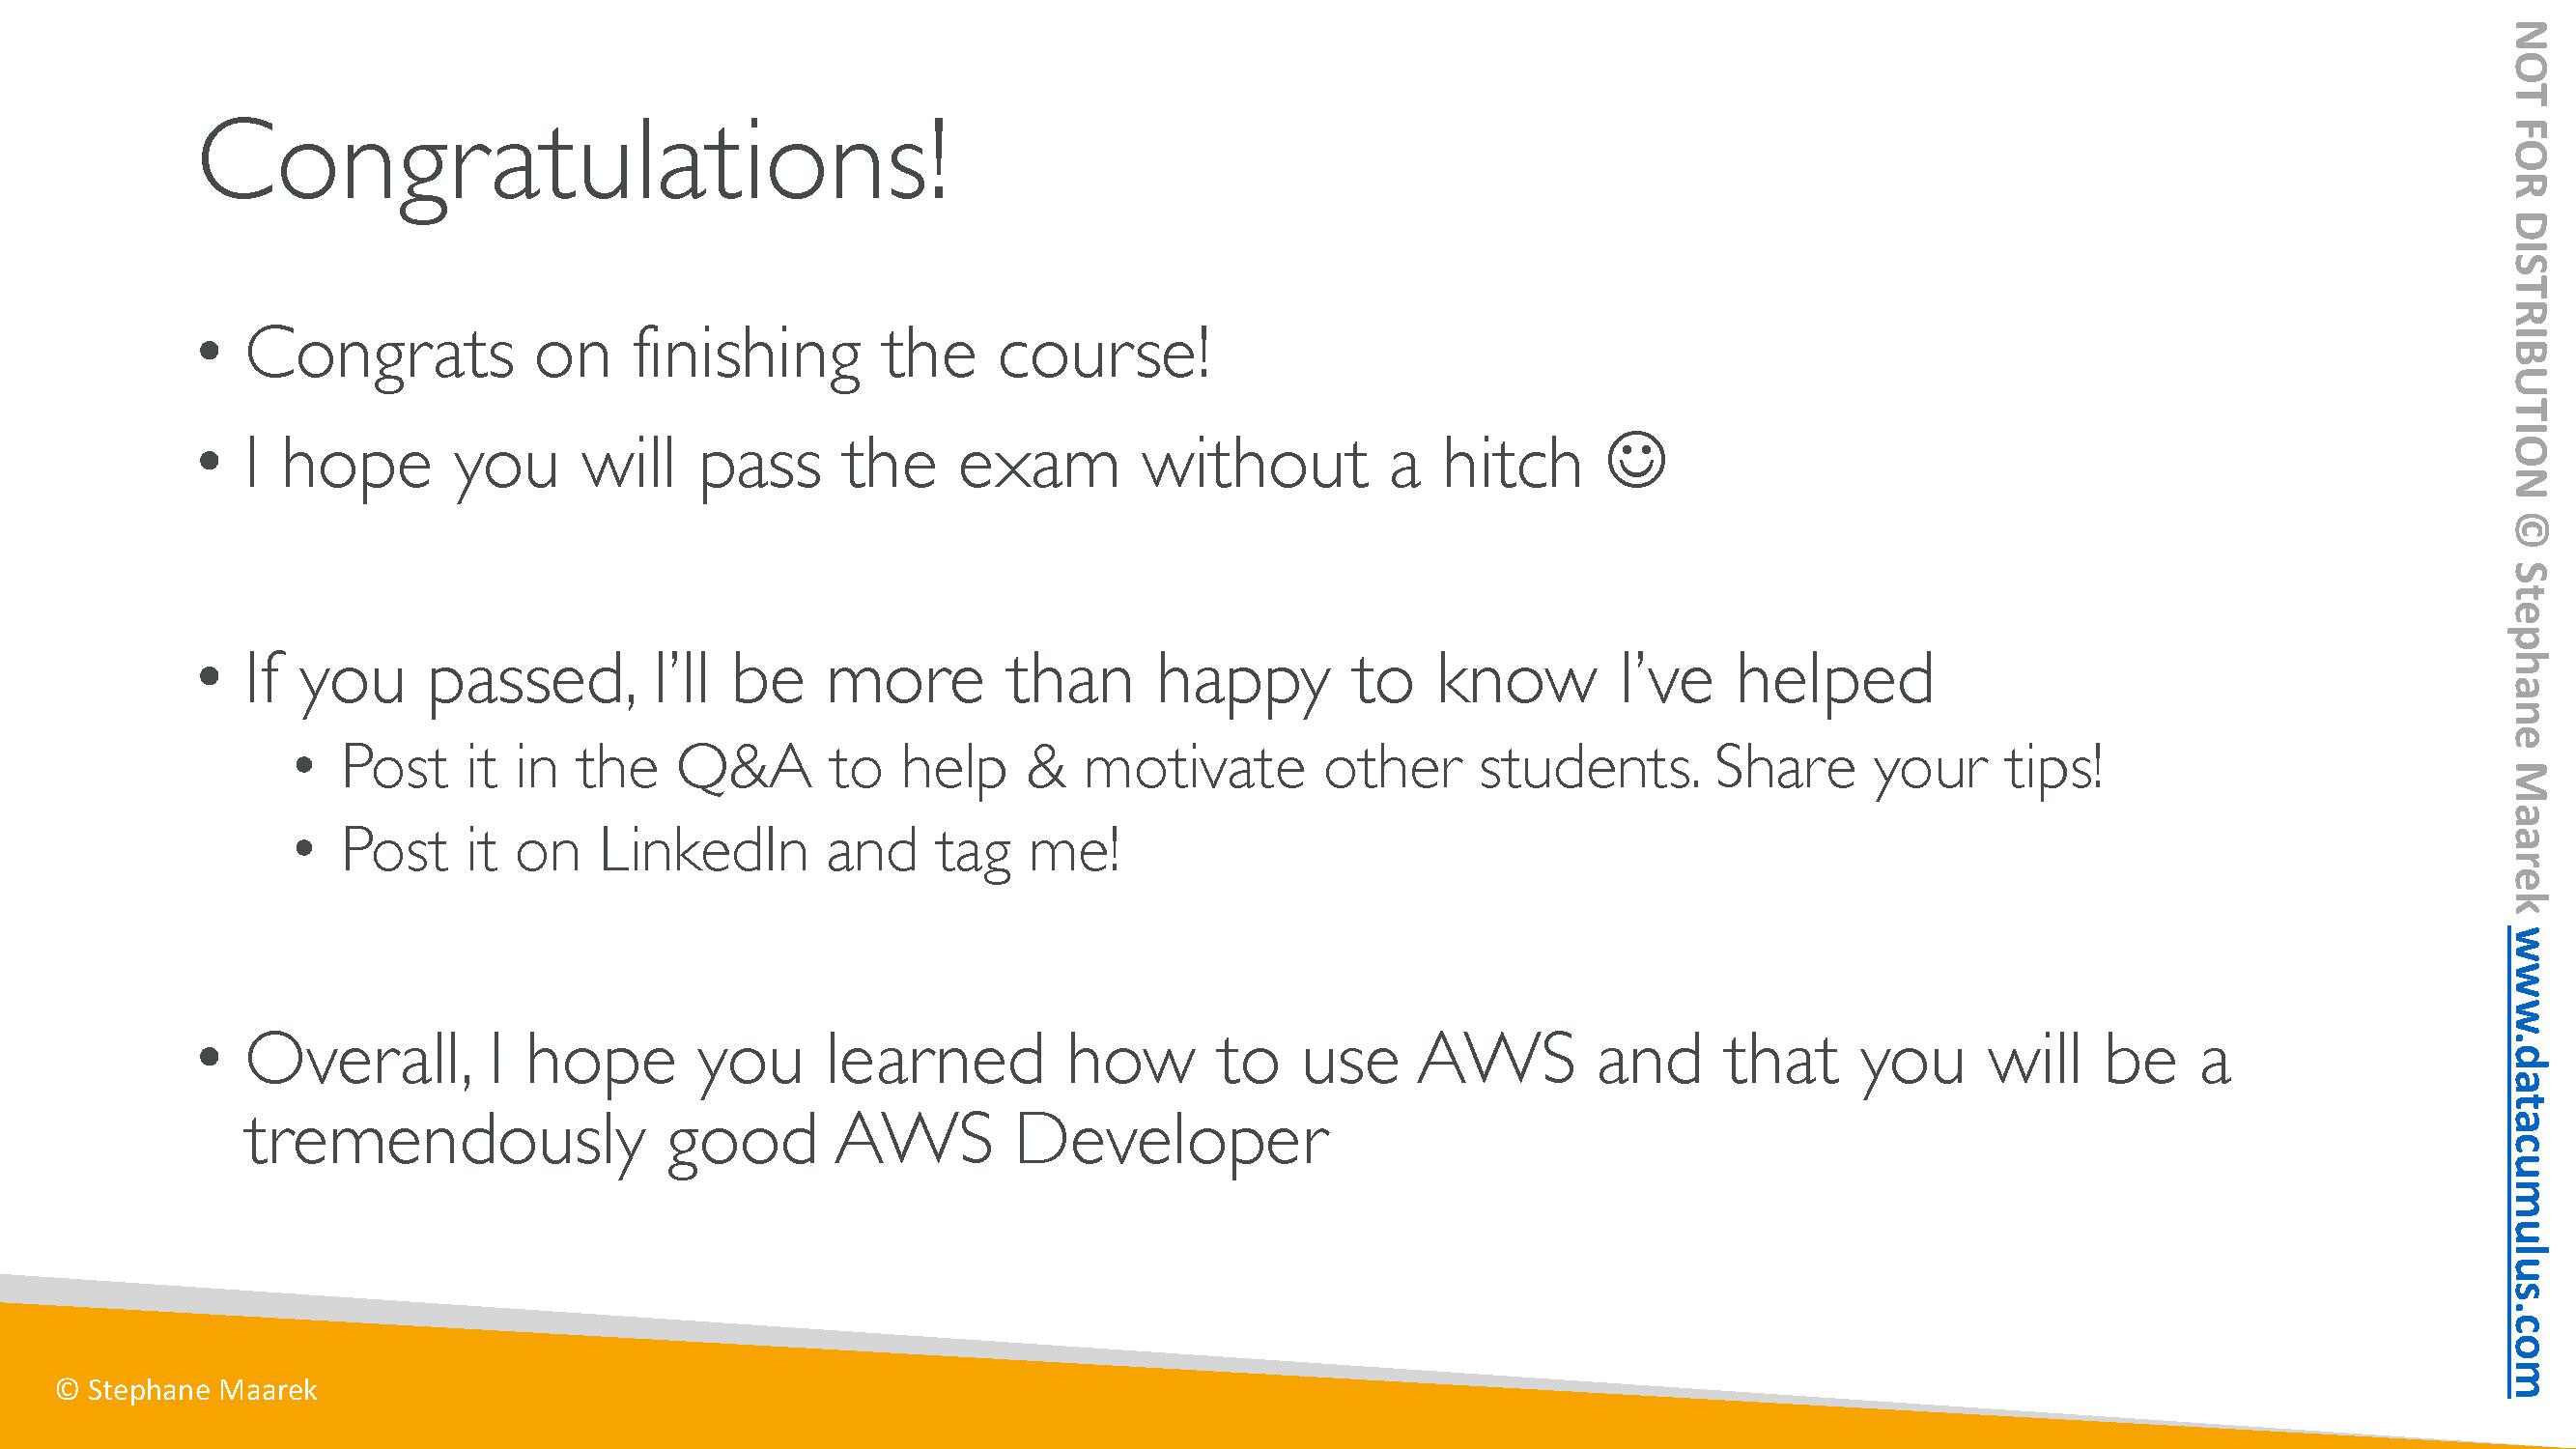 Congratulations!
• Congrats on finishing the course!
• I hope you will pass the exam without a hitch ☺
• If you passed, I’ll be more than happy to know I’ve helped
• Post it in the Q&A to help & motivate other students. Share your tips!
• Post it on LinkedIn and tag me!
• Overall, I hope you learned how to use AWS and that you will be a
tremendously good AWS Developer
© Stephane Maarek
NOT FOR DISTRIBUTION © Stephane Maarek www.datacumulus.com